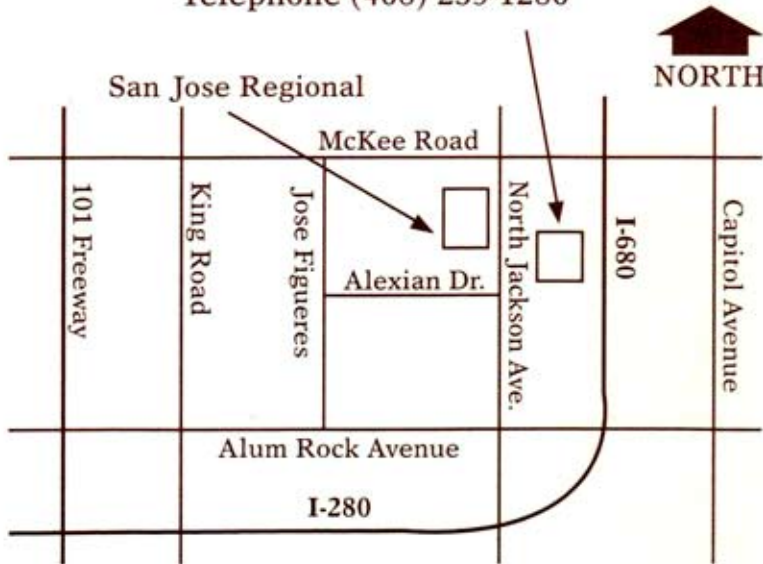 Telephone
NORTH
San Jose Regional
McKee Road
101 Freeway
King Road
Jose Figueres
North Jackson Ave.
I-680
Capitol Avenue
Alexian Dr.
Alum Rock Avenue
I-280